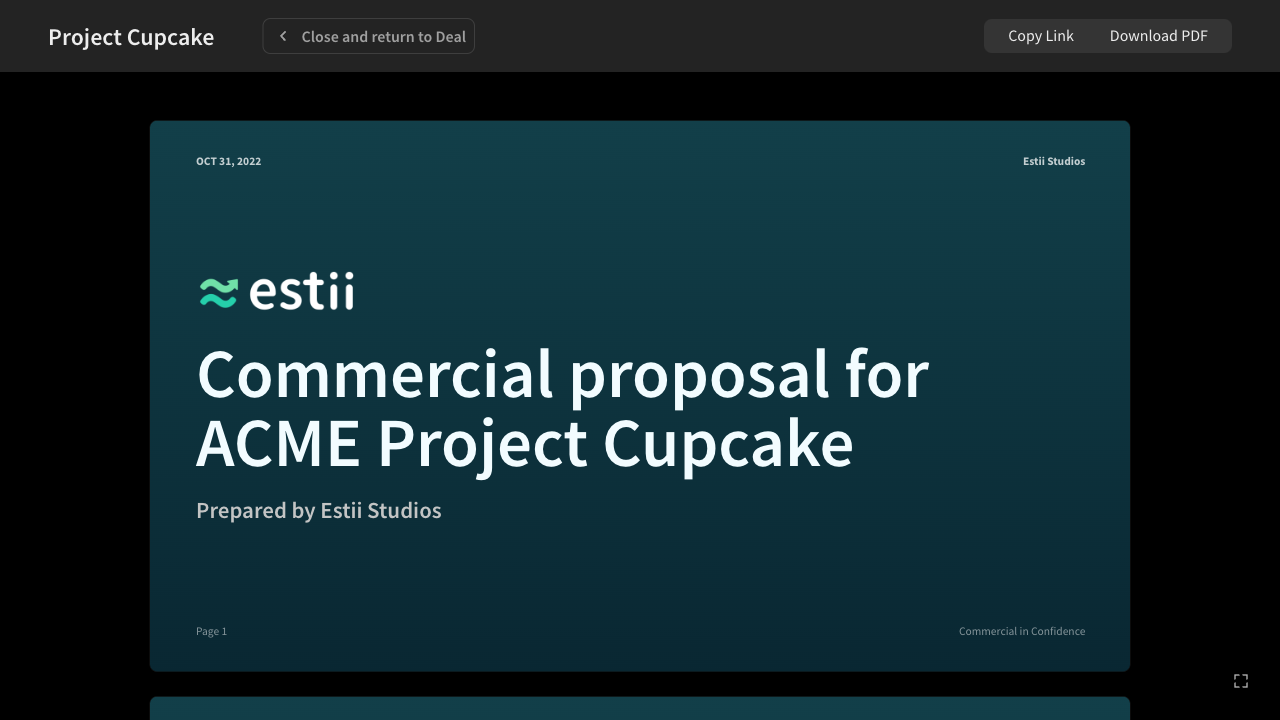 Project Cupcake
Close and return to Deal
Copy Link
Download PDF
OCT 31, 2022
Estii Studios
estii
Commercial proposal for
ACME Project Cupcake
Prepared by Estii Studios
Page 1
Commercial in Confidence